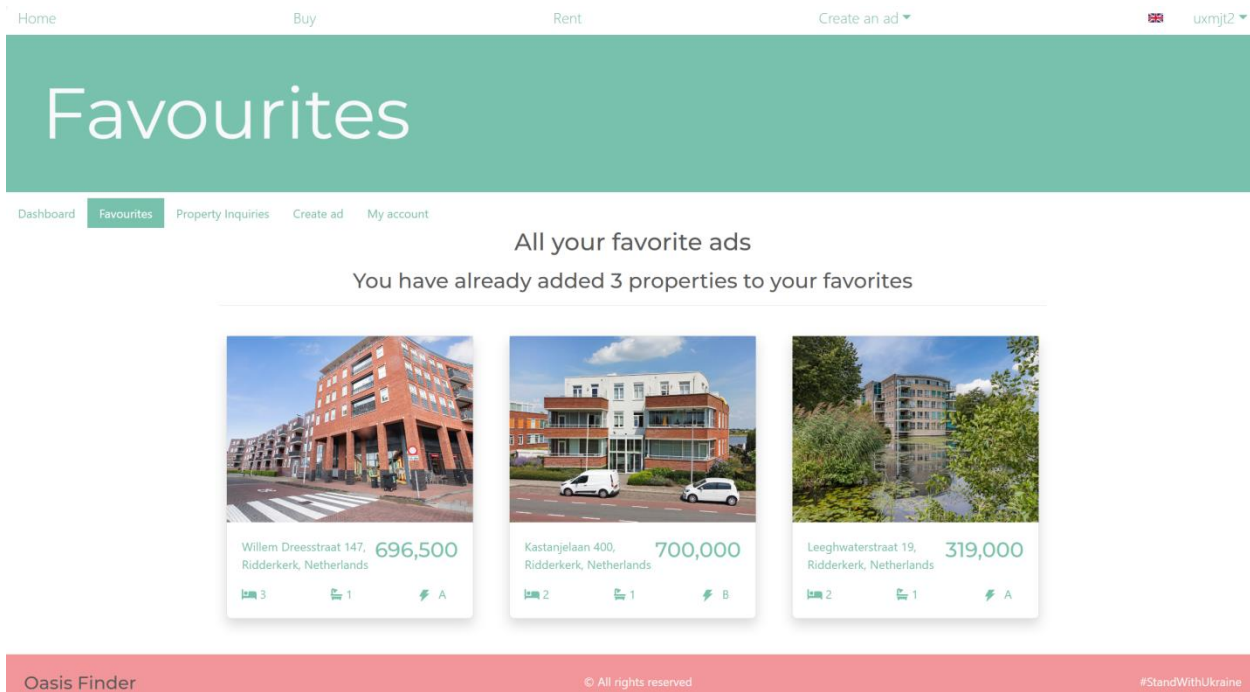 Home Buy Rent Create an ad uxmjt2
Favourites
Dashboard Favourites Property Inquiries Create ad My account
All your favorite ads
You have already added 3 properties to your favorites
Willem Dreesstraat 147,
Ridderkerk, Netherlands
696,500
3 1 A
Kastanjelaan 400,
Ridderkerk, Netherlands
700,000
2 1 B
Leeghwaterstraat 19,
Ridderkerk, Netherlands
319,000
2 1 A
Oasis Finder © All rights reserved #StandWithUkraine